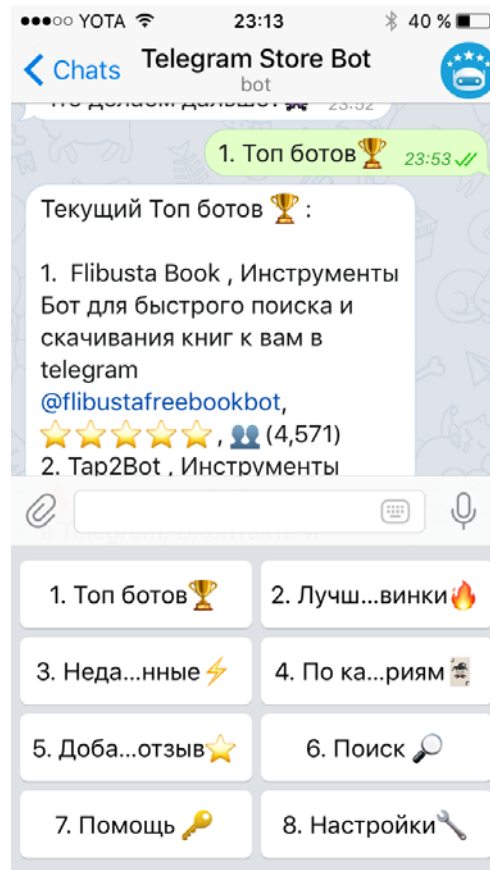 YOTA 23:13 40 %
Chats Telegram Store Bot
bot
23:52
1. Топ ботов🏆 23:53
Текущий Топ ботов 🏆 :
1. Flibusta Book , Инструменты
Бот для быстрого поиска и
скачивания книг к вам в
telegram
@flibustafreebookbot,
⭐⭐⭐⭐⭐, 👥 (4,571)
2. Tap2Bot , Инструменты
1. Топ ботов🏆
2. Лучш...винки🔥
3. Неда...нные⚡
4. По ка...риям🃏
5. Доба...отзыв⭐
6. Поиск 🔎
7. Помощь 🔑
8. Настройки🔧